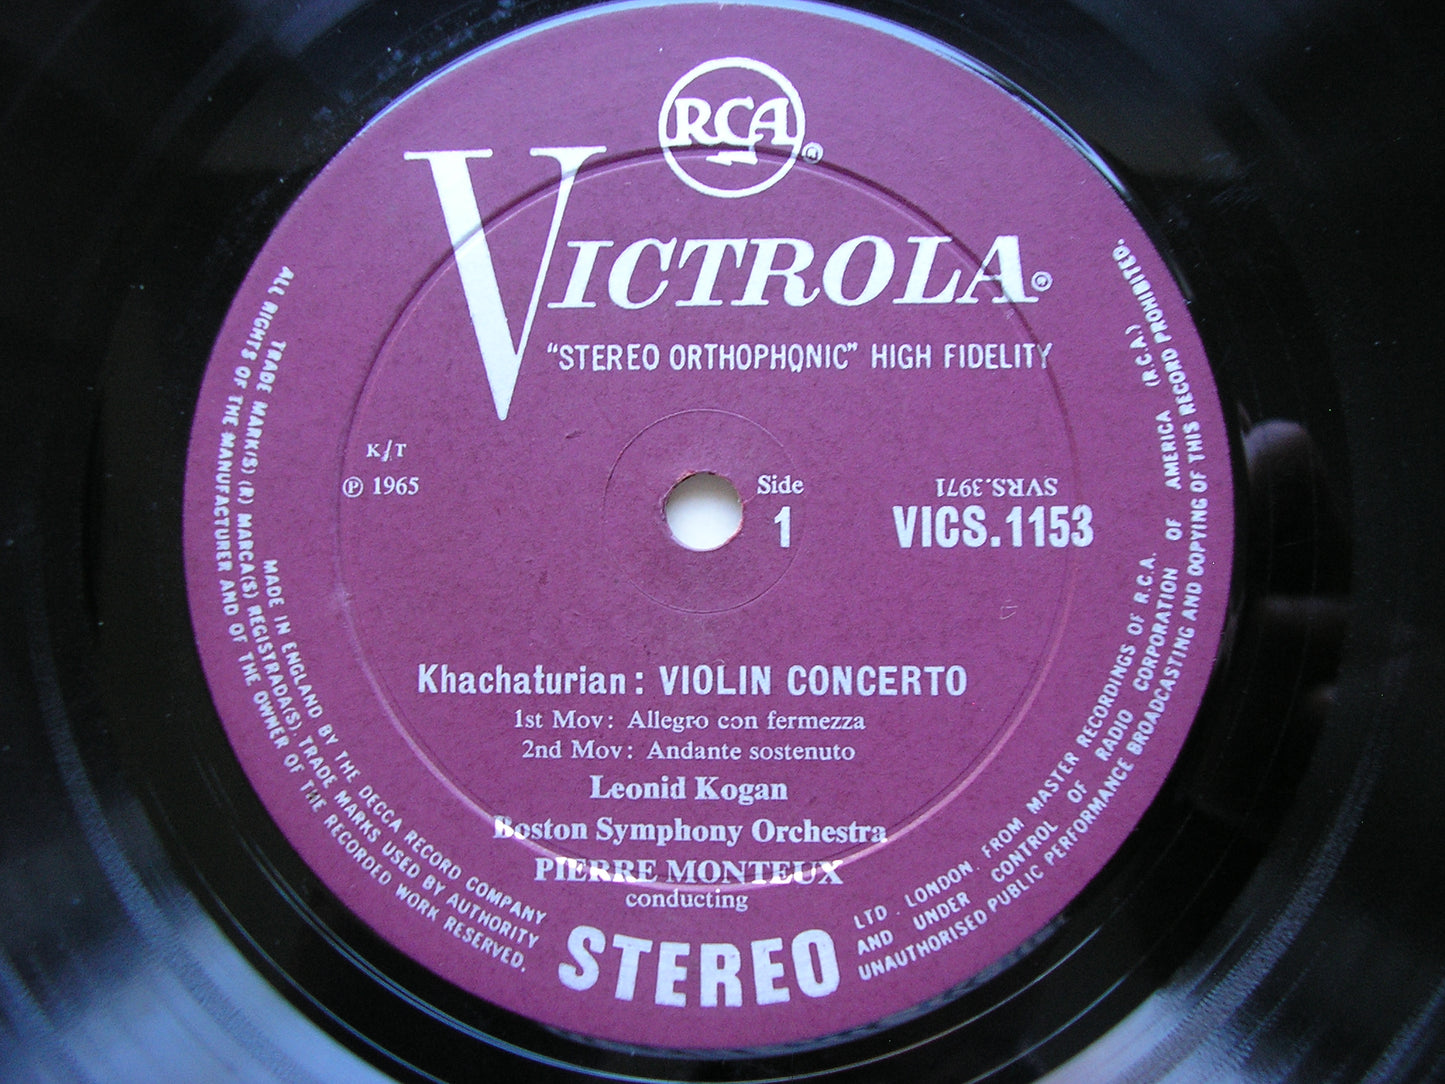 RCA®
VICTROLA®
"STEREO ORTHOPHONIC" HIGH FIDELITY
K/T
℗ 1965
Side
1
SVRS.3971
VICS.1153
Khachaturian: VIOLIN CONCERTO
1st Mov: Allegro con fermezza
2nd Mov: Andante sostenuto
Leonid Kogan
Boston Symphony Orchestra
PIERRE MONTEUX
conducting
STEREO
MADE IN ENGLAND BY THE DECCA RECORD COMPANY LTD. LONDON FROM MASTER RECORDINGS OF R.C.A.
TRADE MARK(S) (R) MARCA(S) REGISTRADA(S). TRADE MARKS USED BY AUTHORITY AND UNDER CONTROL OF RADIO CORPORATION OF AMERICA (R.C.A.)
ALL RIGHTS OF THE MANUFACTURER AND OF THE OWNER OF THE RECORDED WORK RESERVED. UNAUTHORISED PUBLIC PERFORMANCE BROADCASTING AND COPYING OF THIS RECORD PROHIBITED.